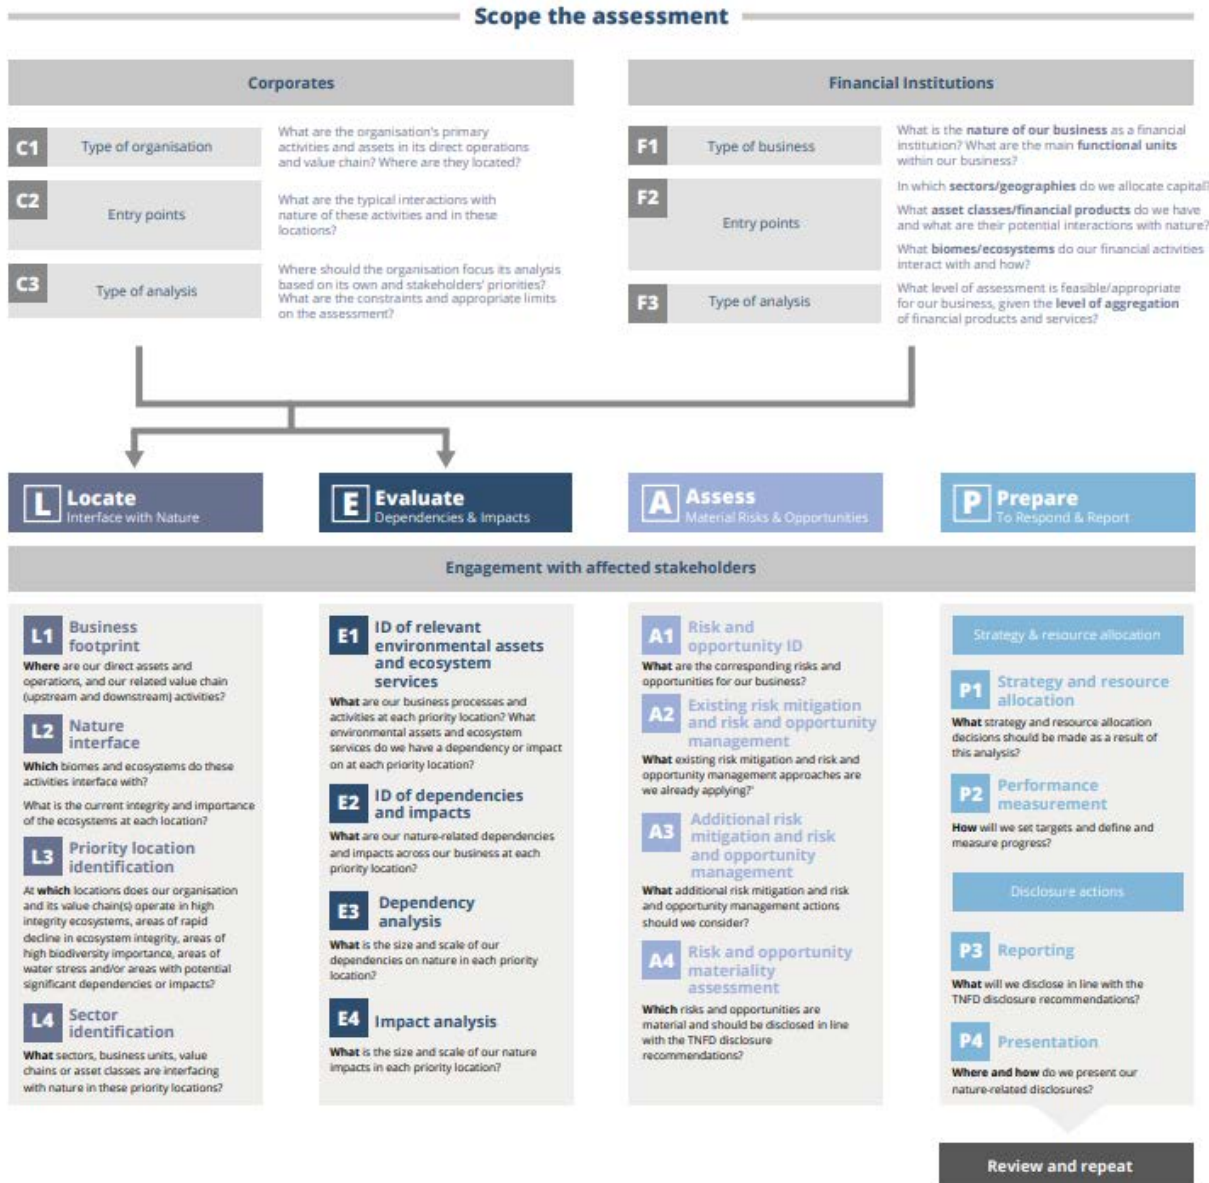 Scope the assessment
Corporates
C1
Type of organisation
What are the organisation's primary
activities and assets in its direct operations
and value chain? Where are they located?
C2
Entry points
What are the typical interactions with
nature of these activities and in these
locations?
C3
Type of analysis
Where should the organisation focus its analysis
based on its own and stakeholders' priorities?
What are the constraints and appropriate limits
on the assessment?
Financial Institutions
F1
Type of business
What is the nature of our business as a financial
institution? What are the main functional units
within our business?
F2
Entry points
In which sectors/geographies do we allocate capital?
What asset classes/financial products do we have
and what are their potential interactions with nature?
What biomes/ecosystems do our financial activities
interact with and how?
F3
Type of analysis
What level of assessment is feasible/appropriate
for our business, given the level of aggregation
of financial products and services?
L Locate
Interface with Nature
E Evaluate
Dependencies & Impacts
A Assess
Material Risks & Opportunities
P Prepare
To Respond & Report
Engagement with affected stakeholders
L1 Business
footprint
Where are our direct assets and
operations, and our related value chain
(upstream and downstream) activities?
L2 Nature
interface
Which biomes and ecosystems do these
activities interface with?
What is the current integrity and importance
of the ecosystems at each location?
L3 Priority location
identification
At which locations does our organisation
and its value chain(s) operate in high
integrity ecosystems, areas of rapid
decline in ecosystem integrity, areas of
high biodiversity importance, areas of
water stress and/or areas with potential
significant dependencies or impacts?
L4 Sector
identification
What sectors, business units, value
chains or asset classes are interfacing
with nature in these priority locations?
E1 ID of relevant
environmental assets
and ecosystem
services
What are our business processes and
activities at each priority location? What
environmental assets and ecosystem
services do we have a dependency or impact
on at each priority location?
E2 ID of dependencies
and impacts
What are our nature-related dependencies
and impacts across our business at each
priority location?
E3 Dependency
analysis
What is the size and scale of our
dependencies on nature in each priority
location?
E4 Impact analysis
What is the size and scale of our nature
impacts in each priority location?
A1 Risk and
opportunity ID
What are the corresponding risks and
opportunities for our business?
A2 Existing risk mitigation
and risk and opportunity
management
What existing risk mitigation and risk and
opportunity management approaches are
we already applying?'
A3 Additional risk
mitigation and risk
and opportunity
management
What additional risk mitigation and risk
and opportunity management actions
should we consider?
A4 Risk and opportunity
materiality
assessment
Which risks and opportunities are
material and should be disclosed in line
with the TNFD disclosure
recommendations?
Strategy & resource allocation
P1 Strategy and resource
allocation
What strategy and resource allocation
decisions should be made as a result of
this analysis?
P2 Performance
measurement
How will we set targets and define and
measure progress?
Disclosure actions
P3 Reporting
What will we disclose in line with the
TNFD disclosure recommendations?
P4 Presentation
Where and how do we present our
nature-related disclosures?
Review and repeat